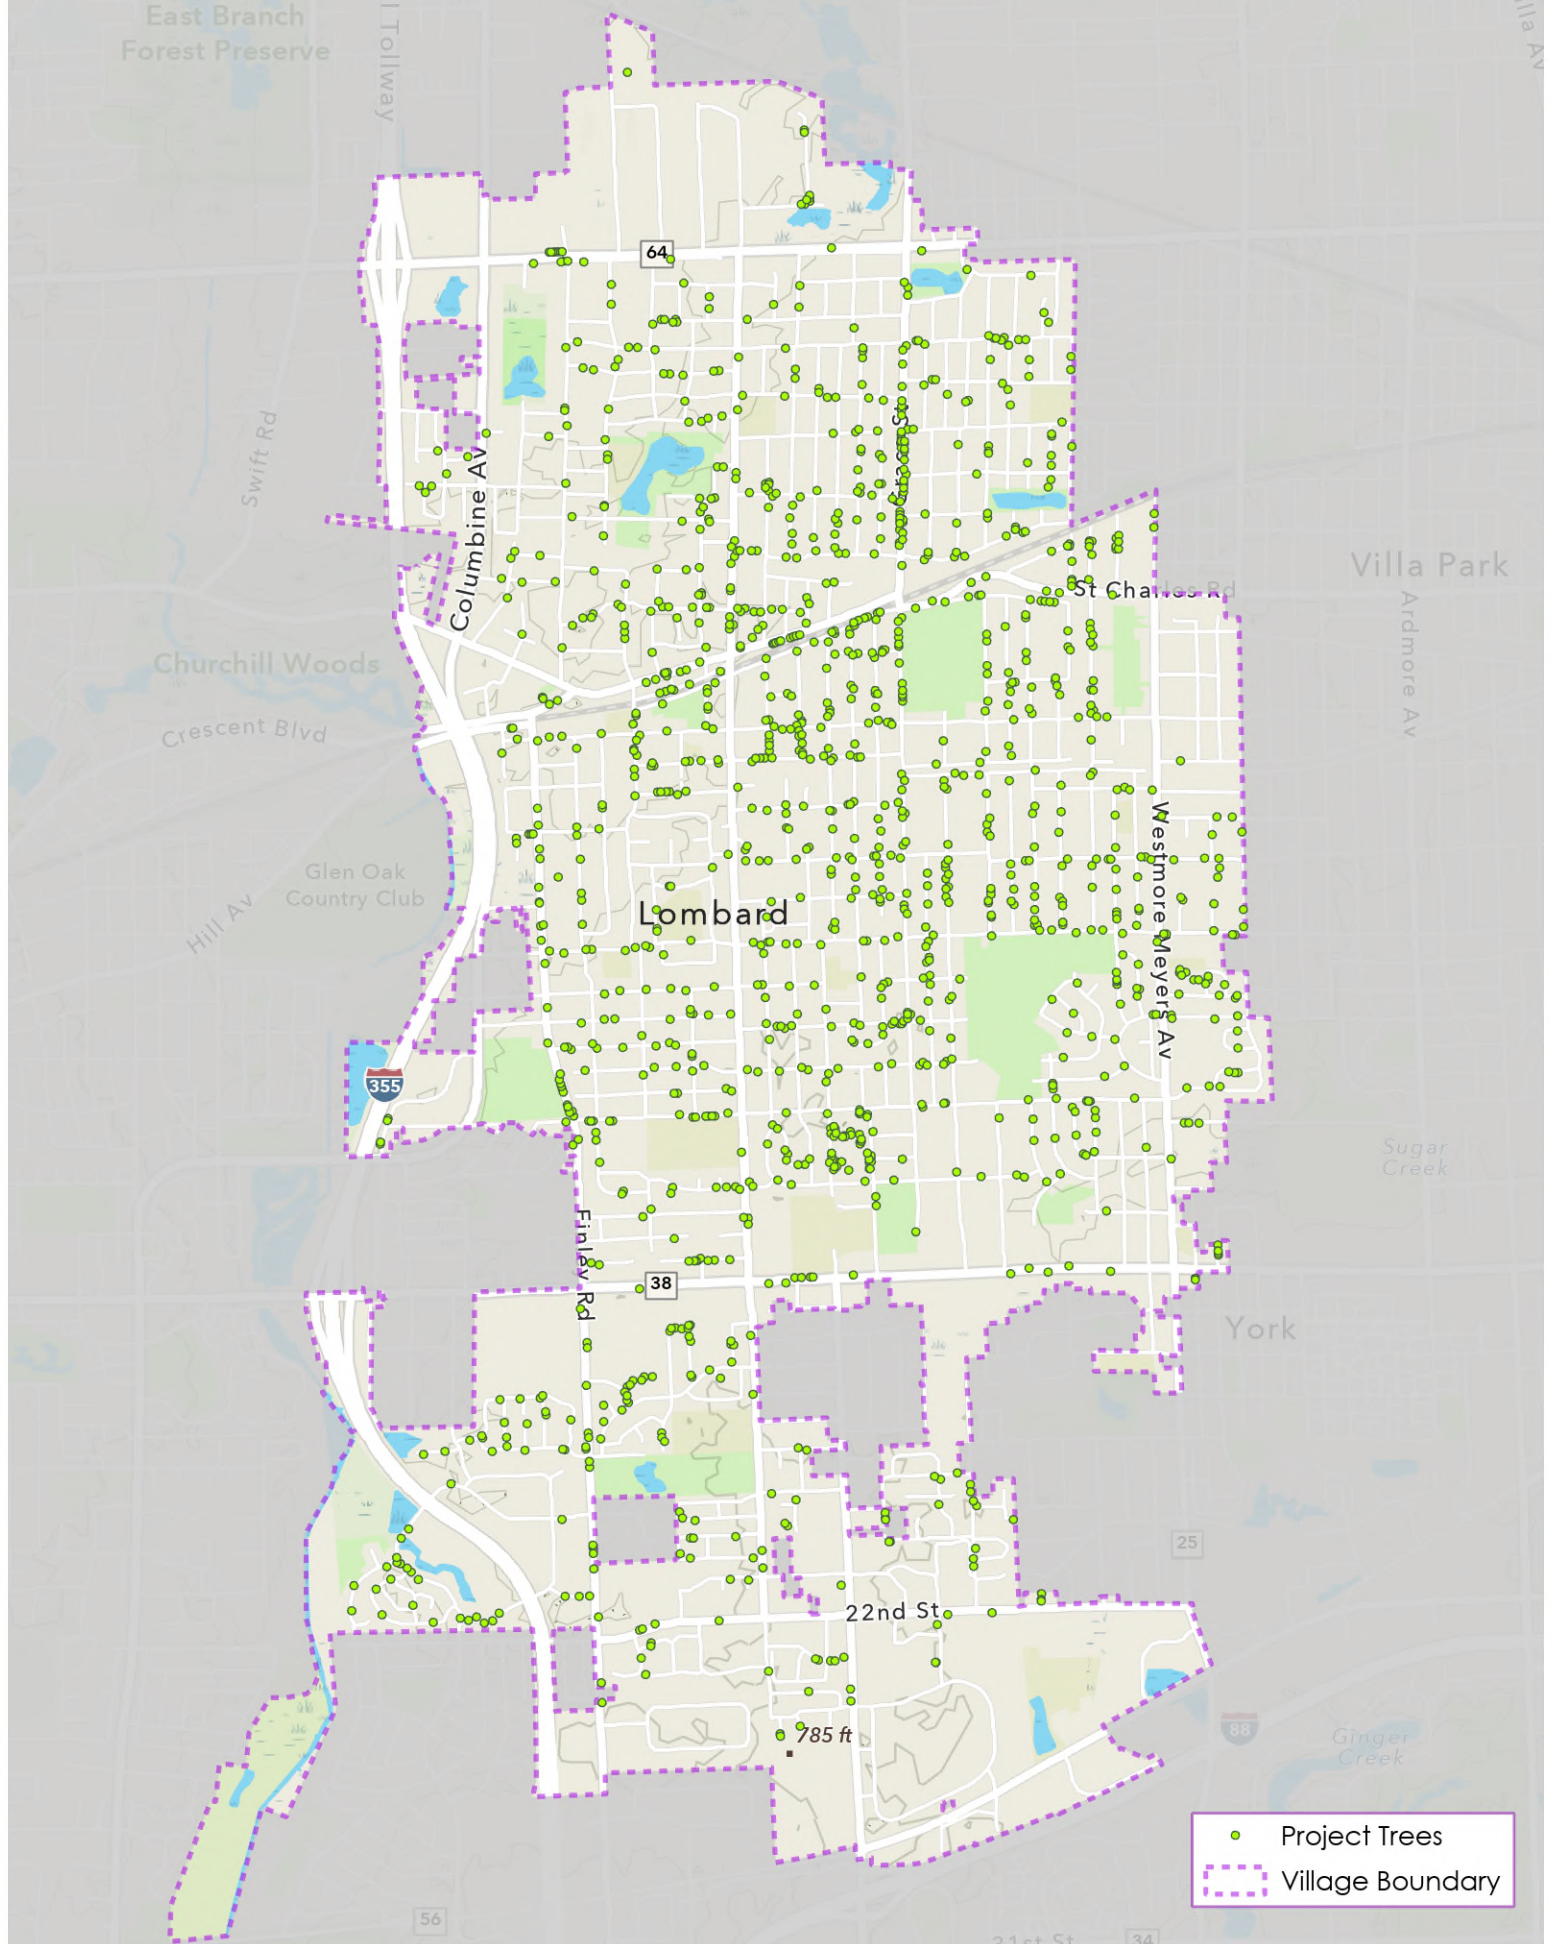 East Branch
Forest Preserve
Tollway
64
Swift Rd
Columbine Av
Villa Park
St Charles Rd
Ardmore Av
Churchill Woods
Crescent Blvd
Glen Oak
Country Club
Hill Av
Lombard
Westmore Meyers Av
355
Sugar
Creek
Finley Rd
38
York
25
22nd St
785 ft
88
Ginger
Creek
Project Trees
Village Boundary
56
31st St
34